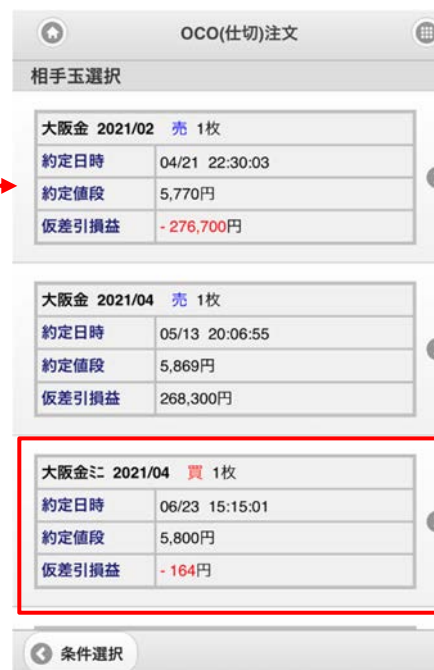 OCO(仕切)注文
相手玉選択
大阪金 2021/02 売 1枚
約定日時 04/21 22:30:03
約定値段 5,770円
仮差引損益 - 276,700円
大阪金 2021/04 売 1枚
約定日時 05/13 20:06:55
約定値段 5,869円
仮差引損益 268,300円
大阪金ミニ 2021/04 買 1枚
約定日時 06/23 15:15:01
約定値段 5,800円
仮差引損益 - 164円
条件選択